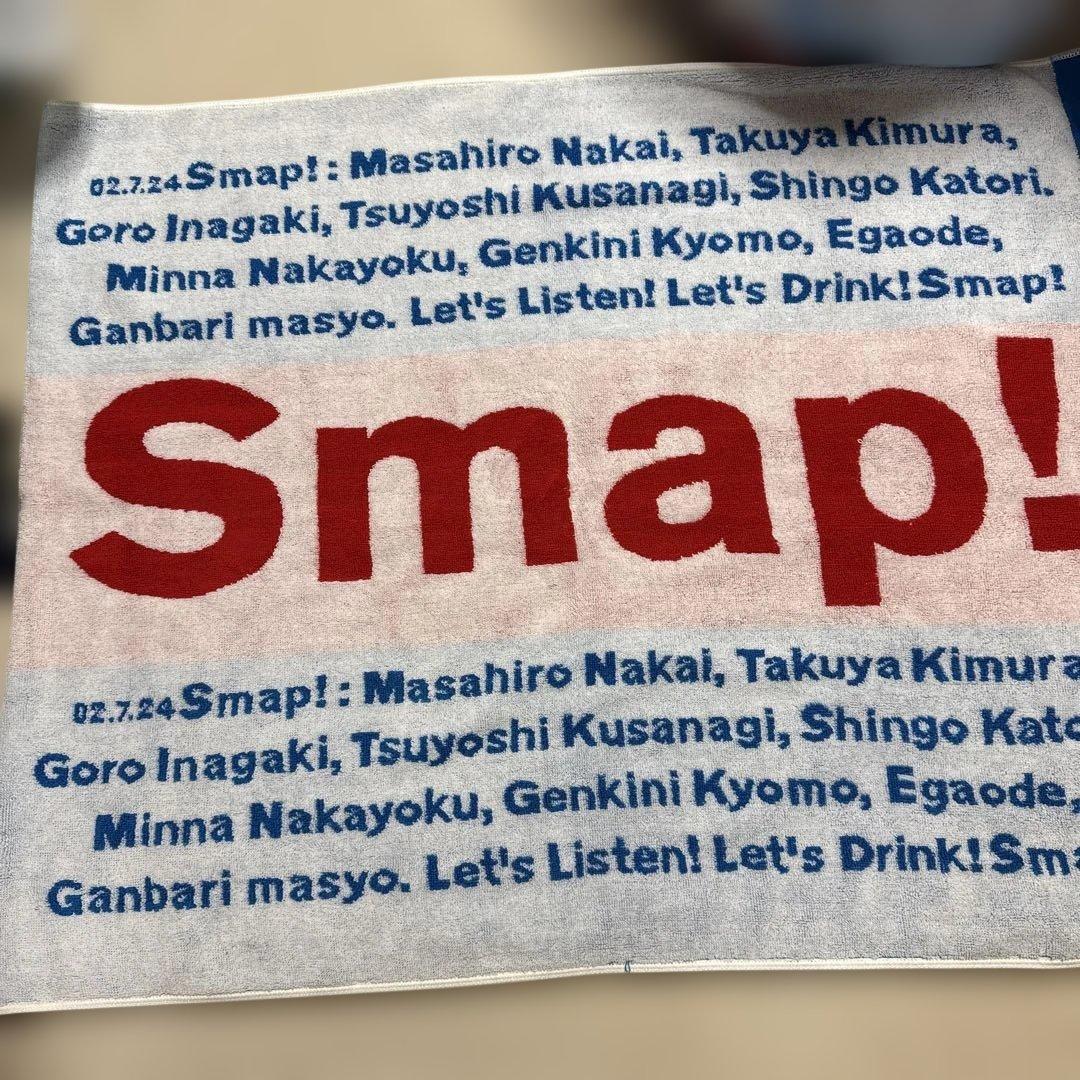 02.7.24Smap! : Masahiro Nakai, Takuya Kimura,
Goro Inagaki, Tsuyoshi Kusanagi, Shingo Katori.
Minna Nakayoku, Genkini Kyomo, Egaode,
Ganbari masyo. Let's Listen! Let's Drink!Smap!
Smap!
02.7.24Smap! : Masahiro Nakai, Takuya Kimura
Goro Inagaki, Tsuyoshi Kusanagi, Shingo Kato
Minna Nakayoku, Genkini Kyomo, Egaode,
Ganbari masyo. Let's Listen! Let's Drink!Sma